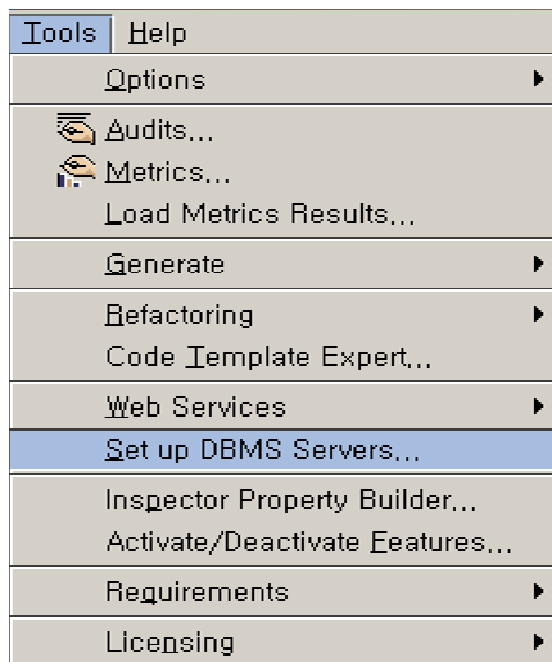 Tools Help
Options
Audits...
Metrics...
Load Metrics Results...
Generate
Refactoring
Code Template Expert...
Web Services
Set up DBMS Servers...
Inspector Property Builder...
Activate/Deactivate Features...
Requirements
Licensing